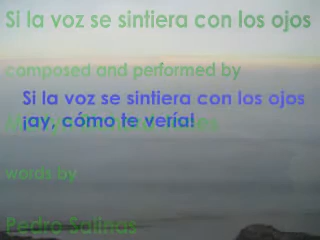 Si la voz se sintiera con los ojos
composed and performed by
Si la voz se sintiera con los ojos
¡ay, cómo te vería!
words by
Pedro Salinas